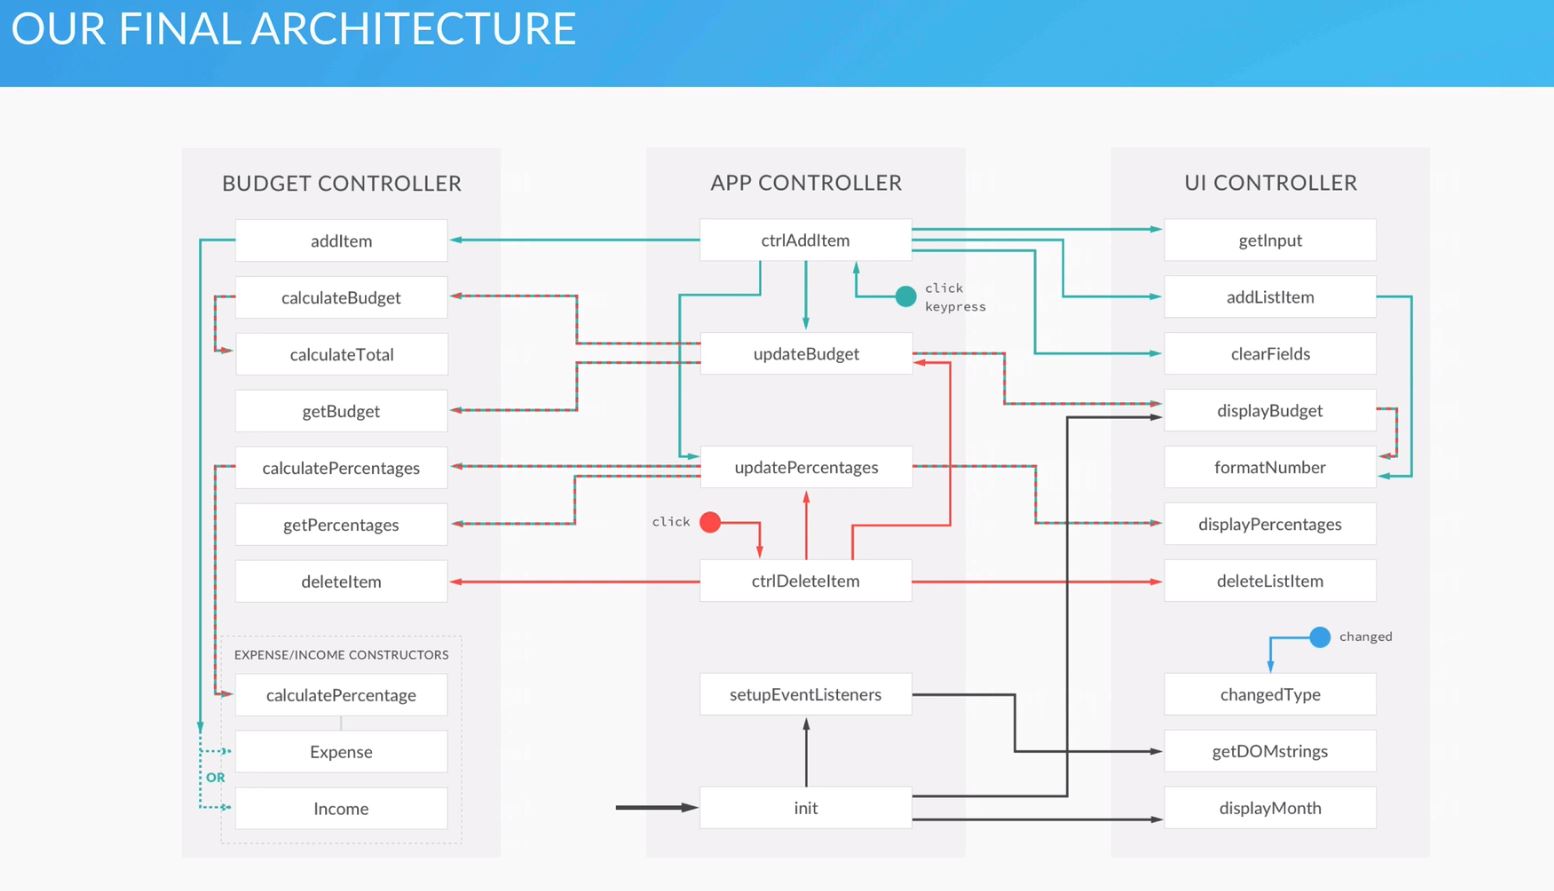 OUR FINAL ARCHITECTURE
BUDGET CONTROLLER
addItem
calculateBudget
calculateTotal
getBudget
calculatePercentages
getPercentages
deleteItem
EXPENSE/INCOME CONSTRUCTORS
calculatePercentage
Expense
OR
Income
APP CONTROLLER
ctrlAddItem
click
keypress
updateBudget
updatePercentages
click
ctrlDeleteItem
setupEventListeners
init
UI CONTROLLER
getInput
addListItem
clearFields
displayBudget
formatNumber
displayPercentages
deleteListItem
changed
changedType
getDOMstrings
displayMonth